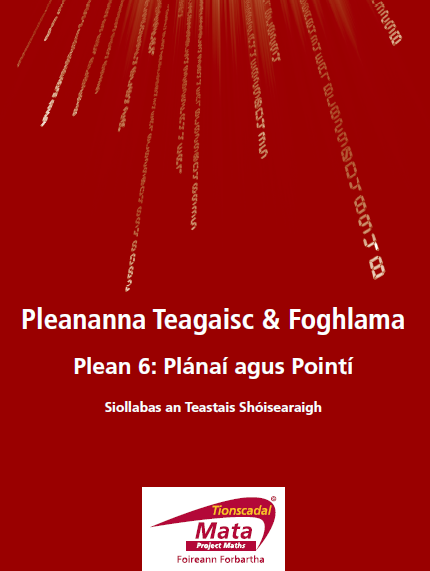 Pleananna Teagaisc & Foghlama
Plean 6: Plánaí agus Pointí
Siollabas an Teastais Shóisearaigh
Tionscadal
®
Mata
Project Maths
Foireann Forbartha